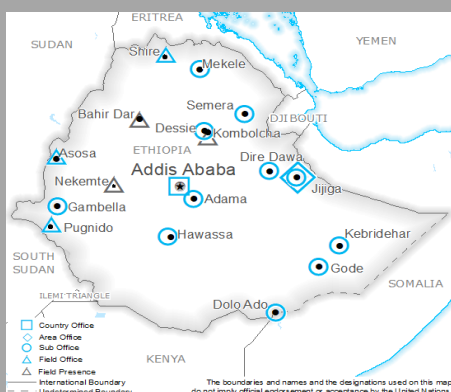 ERITREA
SUDAN
YEMEN
Shire
Mekele
Semera
Bahir Dar
DJIBOUTI
Dessie
Kombolcha
ETHIOPIA
Dire Dawa
Asosa
Addis Ababa
Nekemte
Jijiga
Adama
Gambella
Pugnido
Hawassa
Kebridehar
SOUTH
SUDAN
Gode
SOMALIA
ILEMI TRIANGLE
Dolo Ado
Country Office
Area Office
Sub Office
Field Office
KENYA
Field Presence
International Boundary
The boundaries and names and the designations used on this map
Undetermined Boundary
do not imply official endorsement or acceptance by the United Nations